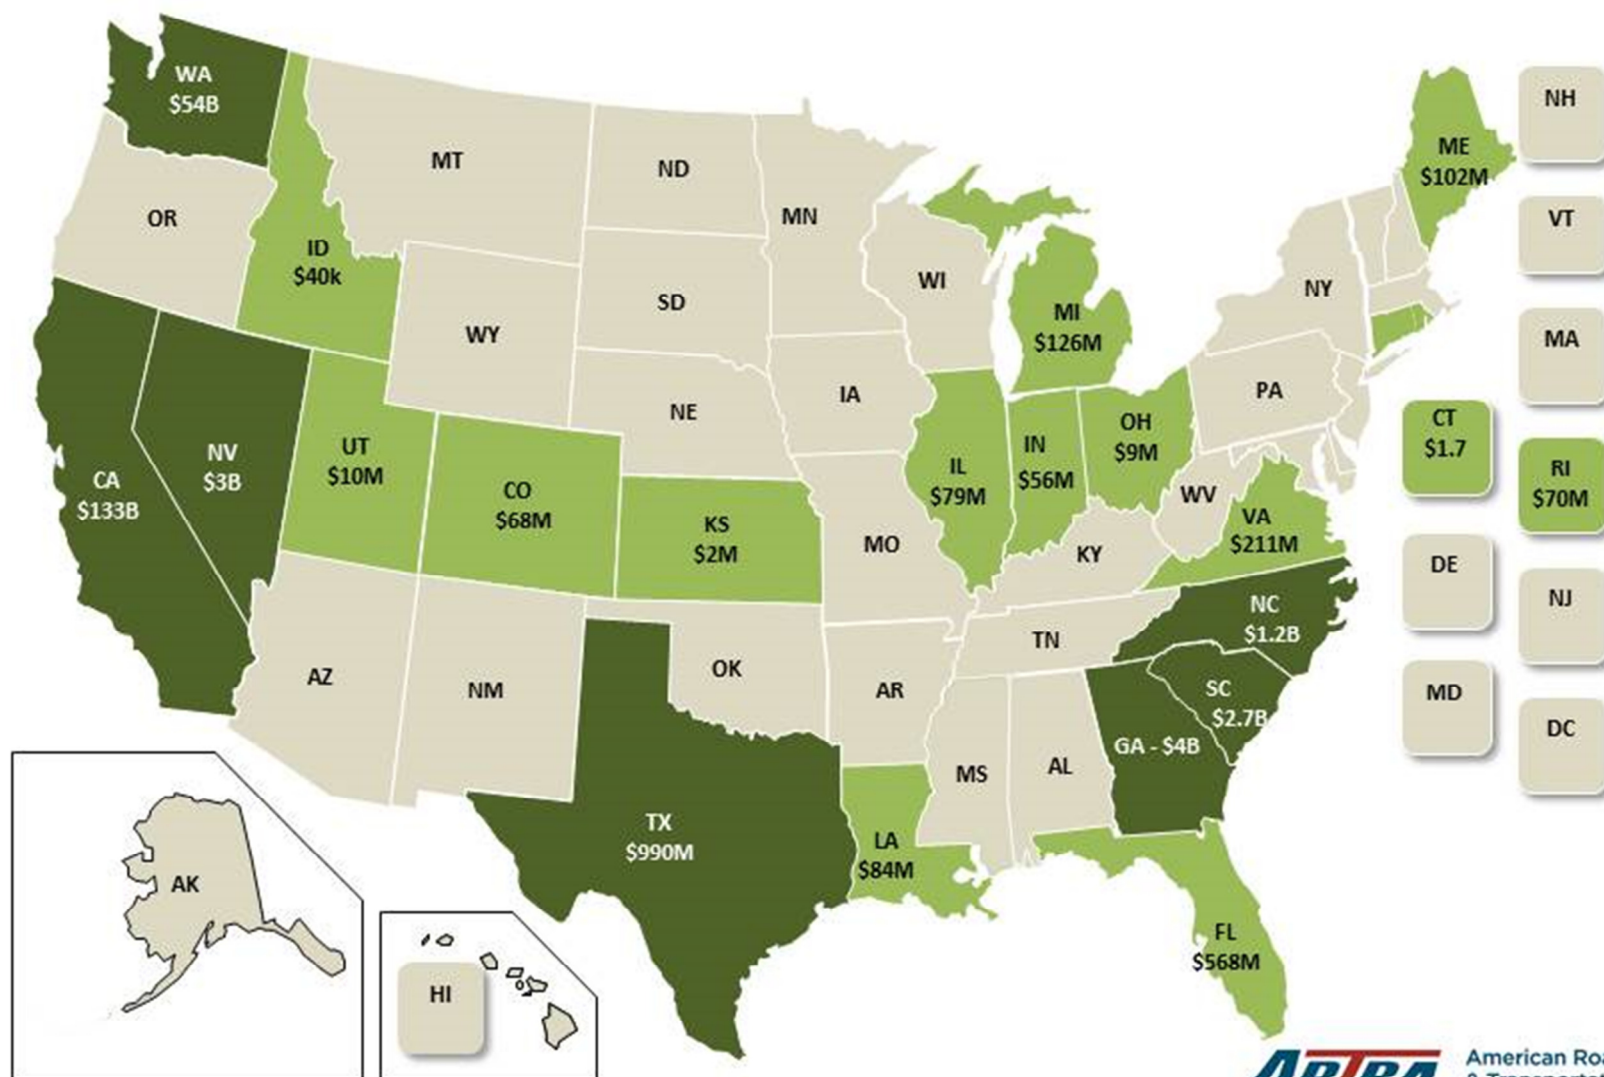 WA
$54B
MT
ND
MN
OR
ID
$40k
SD
WI
WY
MI
$126M
NY
ME
$102M
NH
VT
MA
NE
IA
PA
NV
$3B
UT
$10M
CO
$68M
CA
$133B
KS
$2M
MO
IL
$79M
IN
$56M
OH
$9M
WV
VA
$211M
KY
CT
$1.7
RI
$70M
DE
NJ
MD
DC
NC
$1.2B
TN
SC
$2.7B
GA - $4B
AZ
NM
OK
AR
MS
AL
TX
$990M
LA
$84M
FL
$568M
AK
HI
ARTBA
American Roa